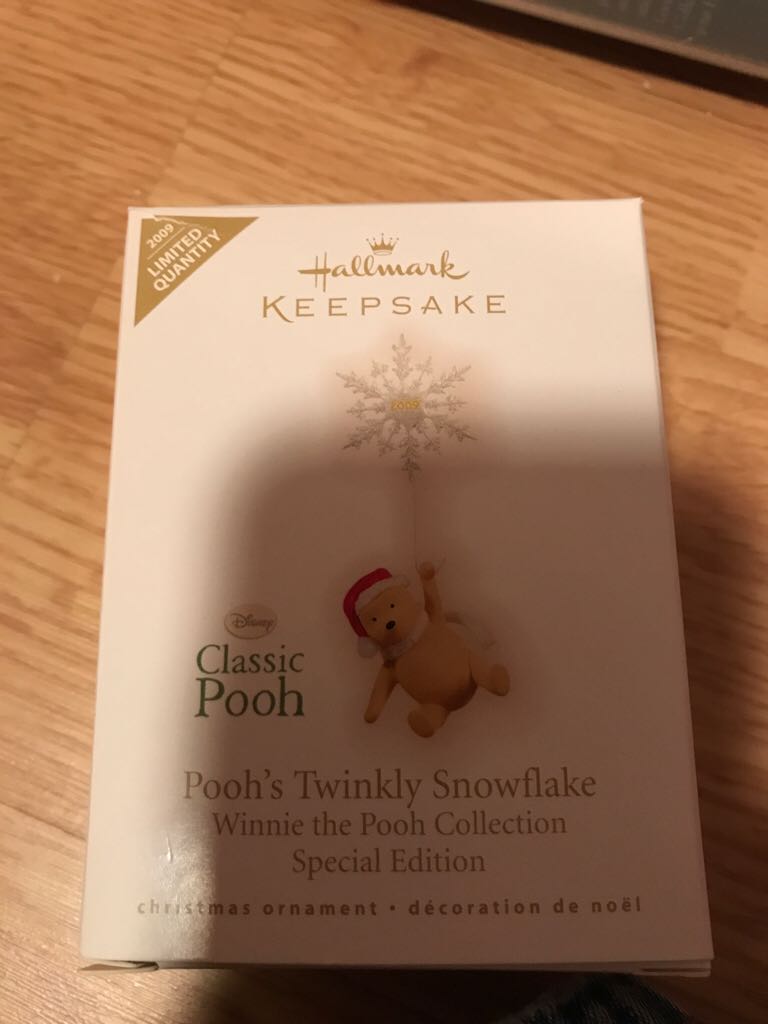 2009
LIMITED
QUANTITY
Hallmark
KEEPSAKE
2009
Disney
Classic
Pooh
Pooh's Twinkly Snowflake
Winnie the Pooh Collection
Special Edition
christmas ornament • décoration de noël